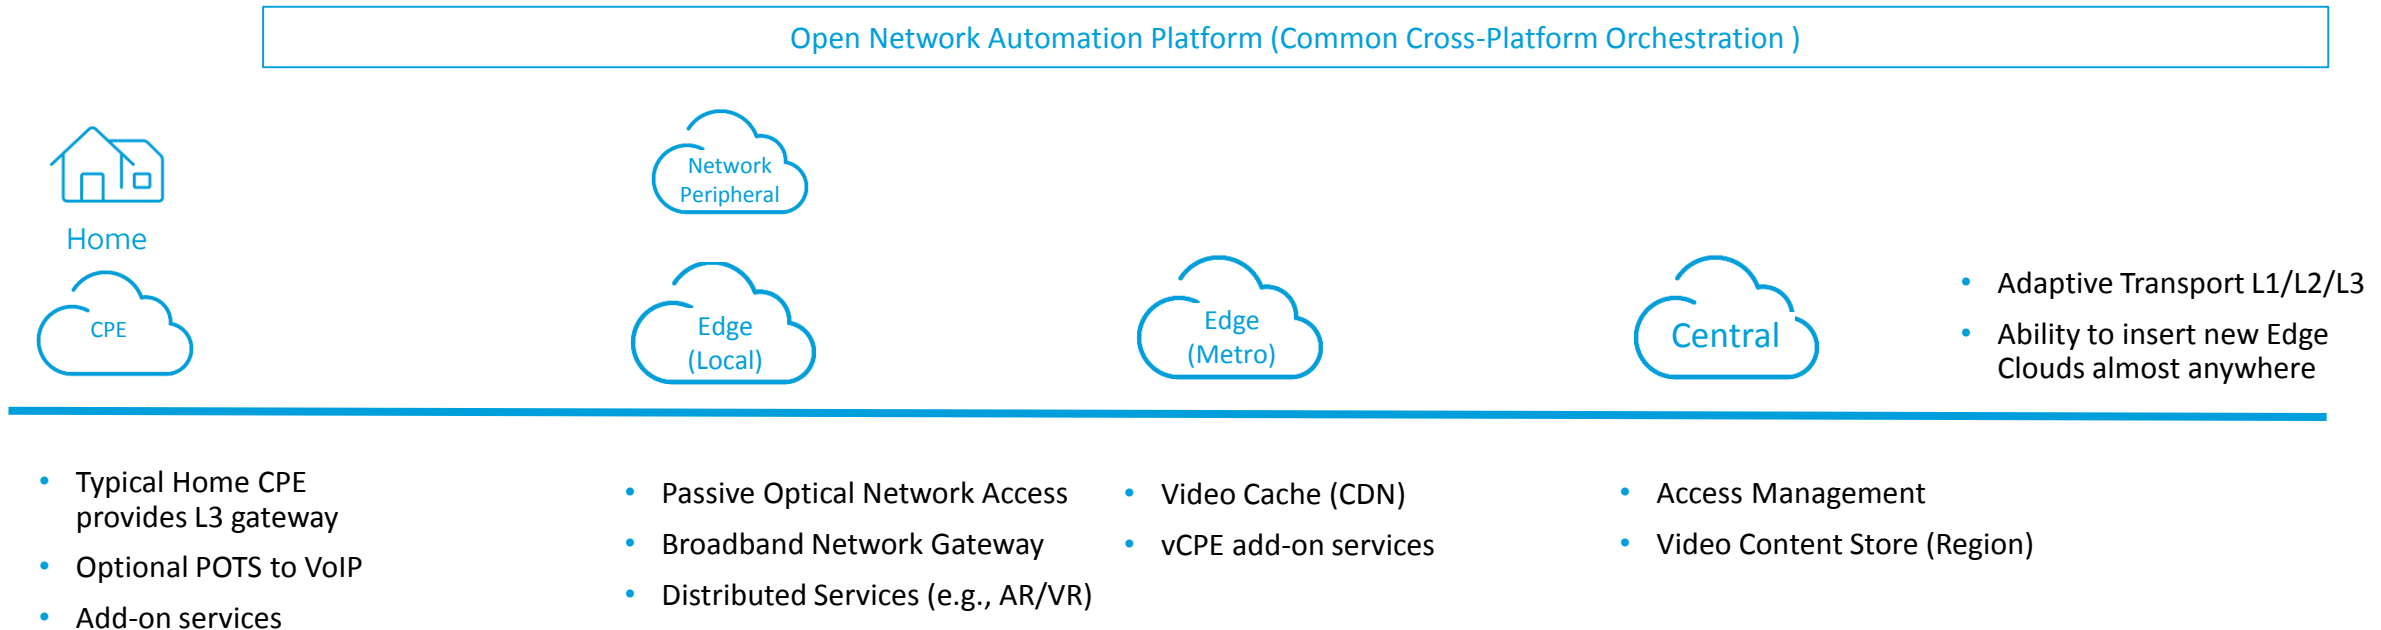 Open Network Automation Platform (Common Cross-Platform Orchestration )
Network
Peripheral
Home
CPE
Edge
(Local)
Edge
(Metro)
Central
• Adaptive Transport L1/L2/L3
• Ability to insert new Edge
Clouds almost anywhere
• Typical Home CPE
provides L3 gateway
• Optional POTS to VoIP
• Add-on services
• Passive Optical Network Access
• Broadband Network Gateway
• Distributed Services (e.g., AR/VR)
• Video Cache (CDN)
• vCPE add-on services
• Access Management
• Video Content Store (Region)